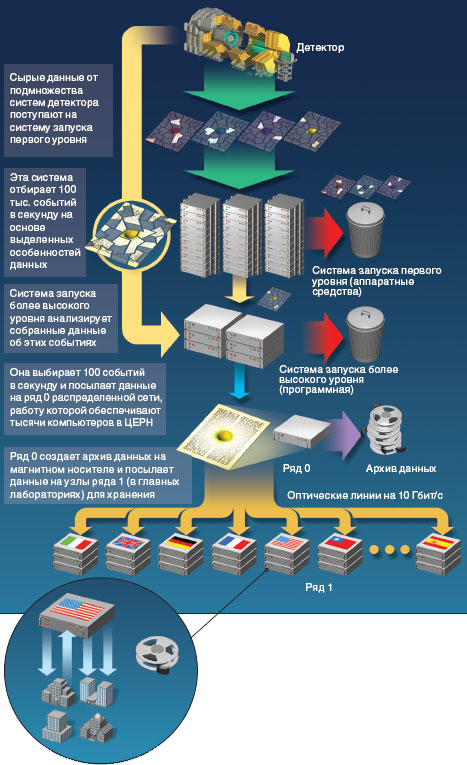 Детектор
Сырые данные от
подмножества
систем детектора
поступают на
систему запуска
первого уровня
Эта система
отбирает 100
тыс. событий
в секунду на
основе
выделенных
особенностей
данных
Система запуска первого
уровня (аппаратные
средства)
Система запуска
более высокого
уровня анализирует
собранные данные
об этих событиях
Система запуска более
высокого уровня
(программная)
Она выбирает 100 событий
в секунду и посылает данные
на ряд 0 распределенной сети,
работу которой обеспечивают
тысячи компьютеров в ЦЕРН
Ряд 0 создает архив данных на
магнитном носителе и посылает
данные на узлы ряда 1 (в главных
лабораториях) для хранения
Ряд 0
Архив данных
Оптические линии на 10 Гбит/с
Ряд 1